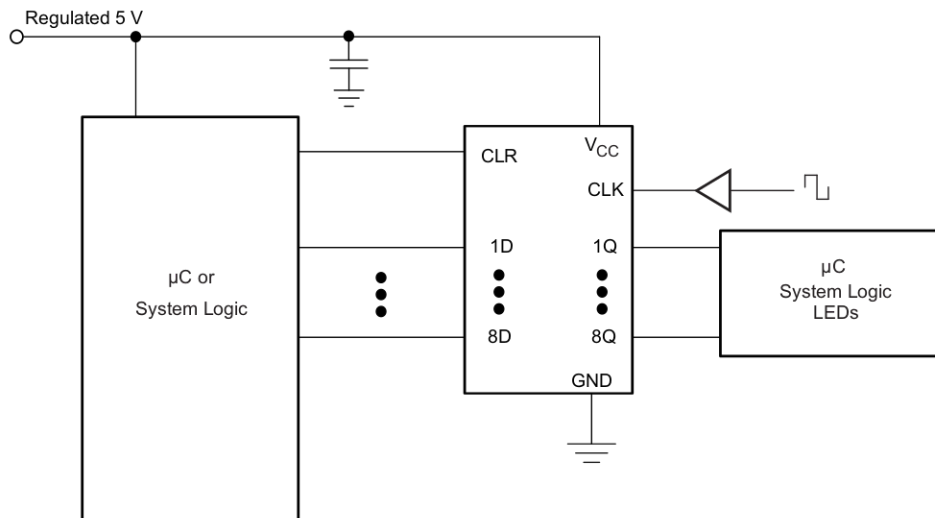 Regulated 5 V
CLR
VCC
CLK
1D
1Q
8D
8Q
GND
µC or
System Logic
µC
System Logic
LEDs